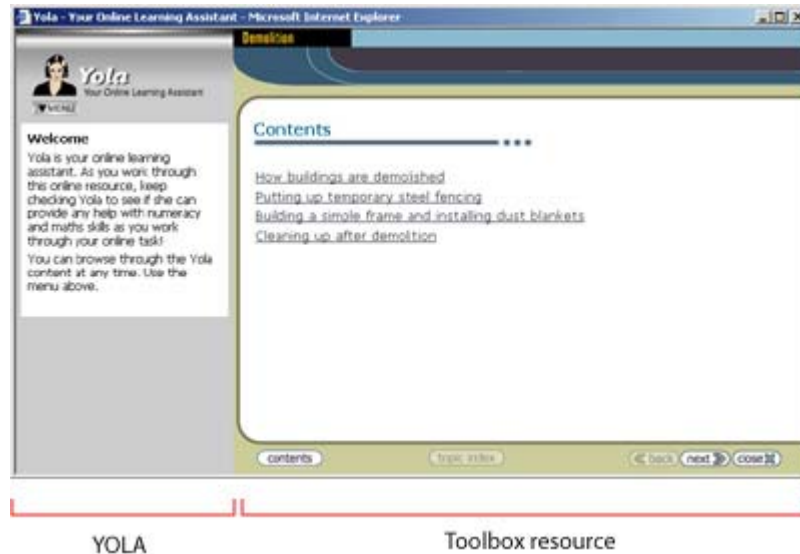 Yola - Your Online Learning Assistant - Microsoft Internet Explorer
Demolition
Yola
Your Online Learning Assistant
MENU
Welcome
Yola is your online learning
assistant. As you work through
this online resource, keep
checking Yola to see if she can
provide any help with numeracy
and maths skills as you work
through your online task!
You can browse through the Yola
content at any time. Use the
menu above.
Contents
How buildings are demolished
Putting up temporary steel fencing
Building a simple frame and installing dust blankets
Cleaning up after demolition
contents
topic index
back
next
close
YOLA
Toolbox resource